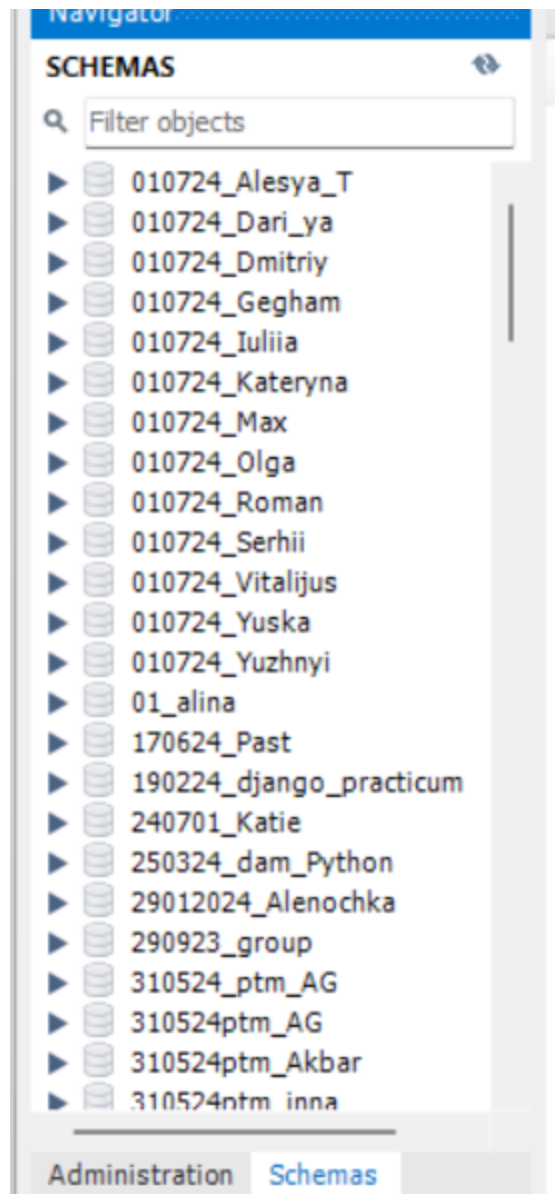 Navigator
SCHEMAS
Filter objects
010724_Alesya_T
010724_Dari_ya
010724_Dmitriy
010724_Gegham
010724_Iuliia
010724_Kateryna
010724_Max
010724_Olga
010724_Roman
010724_Serhii
010724_Vitalijus
010724_Yuska
010724_Yuzhnyi
01_alina
170624_Past
190224_django_practicum
240701_Katie
250324_dam_Python
29012024_Alenochka
290923_group
310524_ptm_AG
310524ptm_AG
310524ptm_Akbar
310524ptm_inna
Administration Schemas